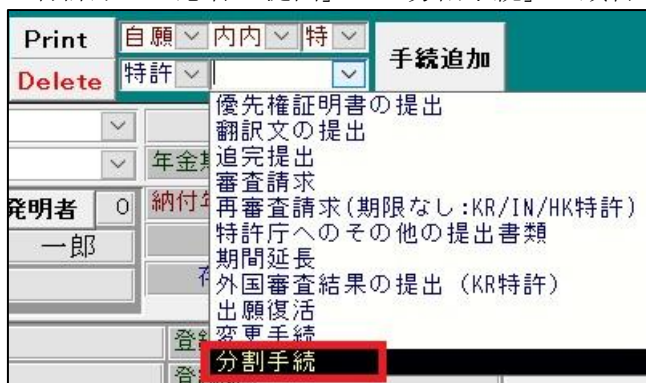 Print
自願 内内 特
手続追加
Delete
特許
優先権証明書の提出
翻訳文の提出
追完提出
審査請求
再審査請求(期限なし:KR/IN/HK特許)
特許庁へのその他の提出書類
期間延長
外国審査結果の提出 (KR特許)
出願復活
変更手続
分割手続
年金
発明者 0 納付
一郎